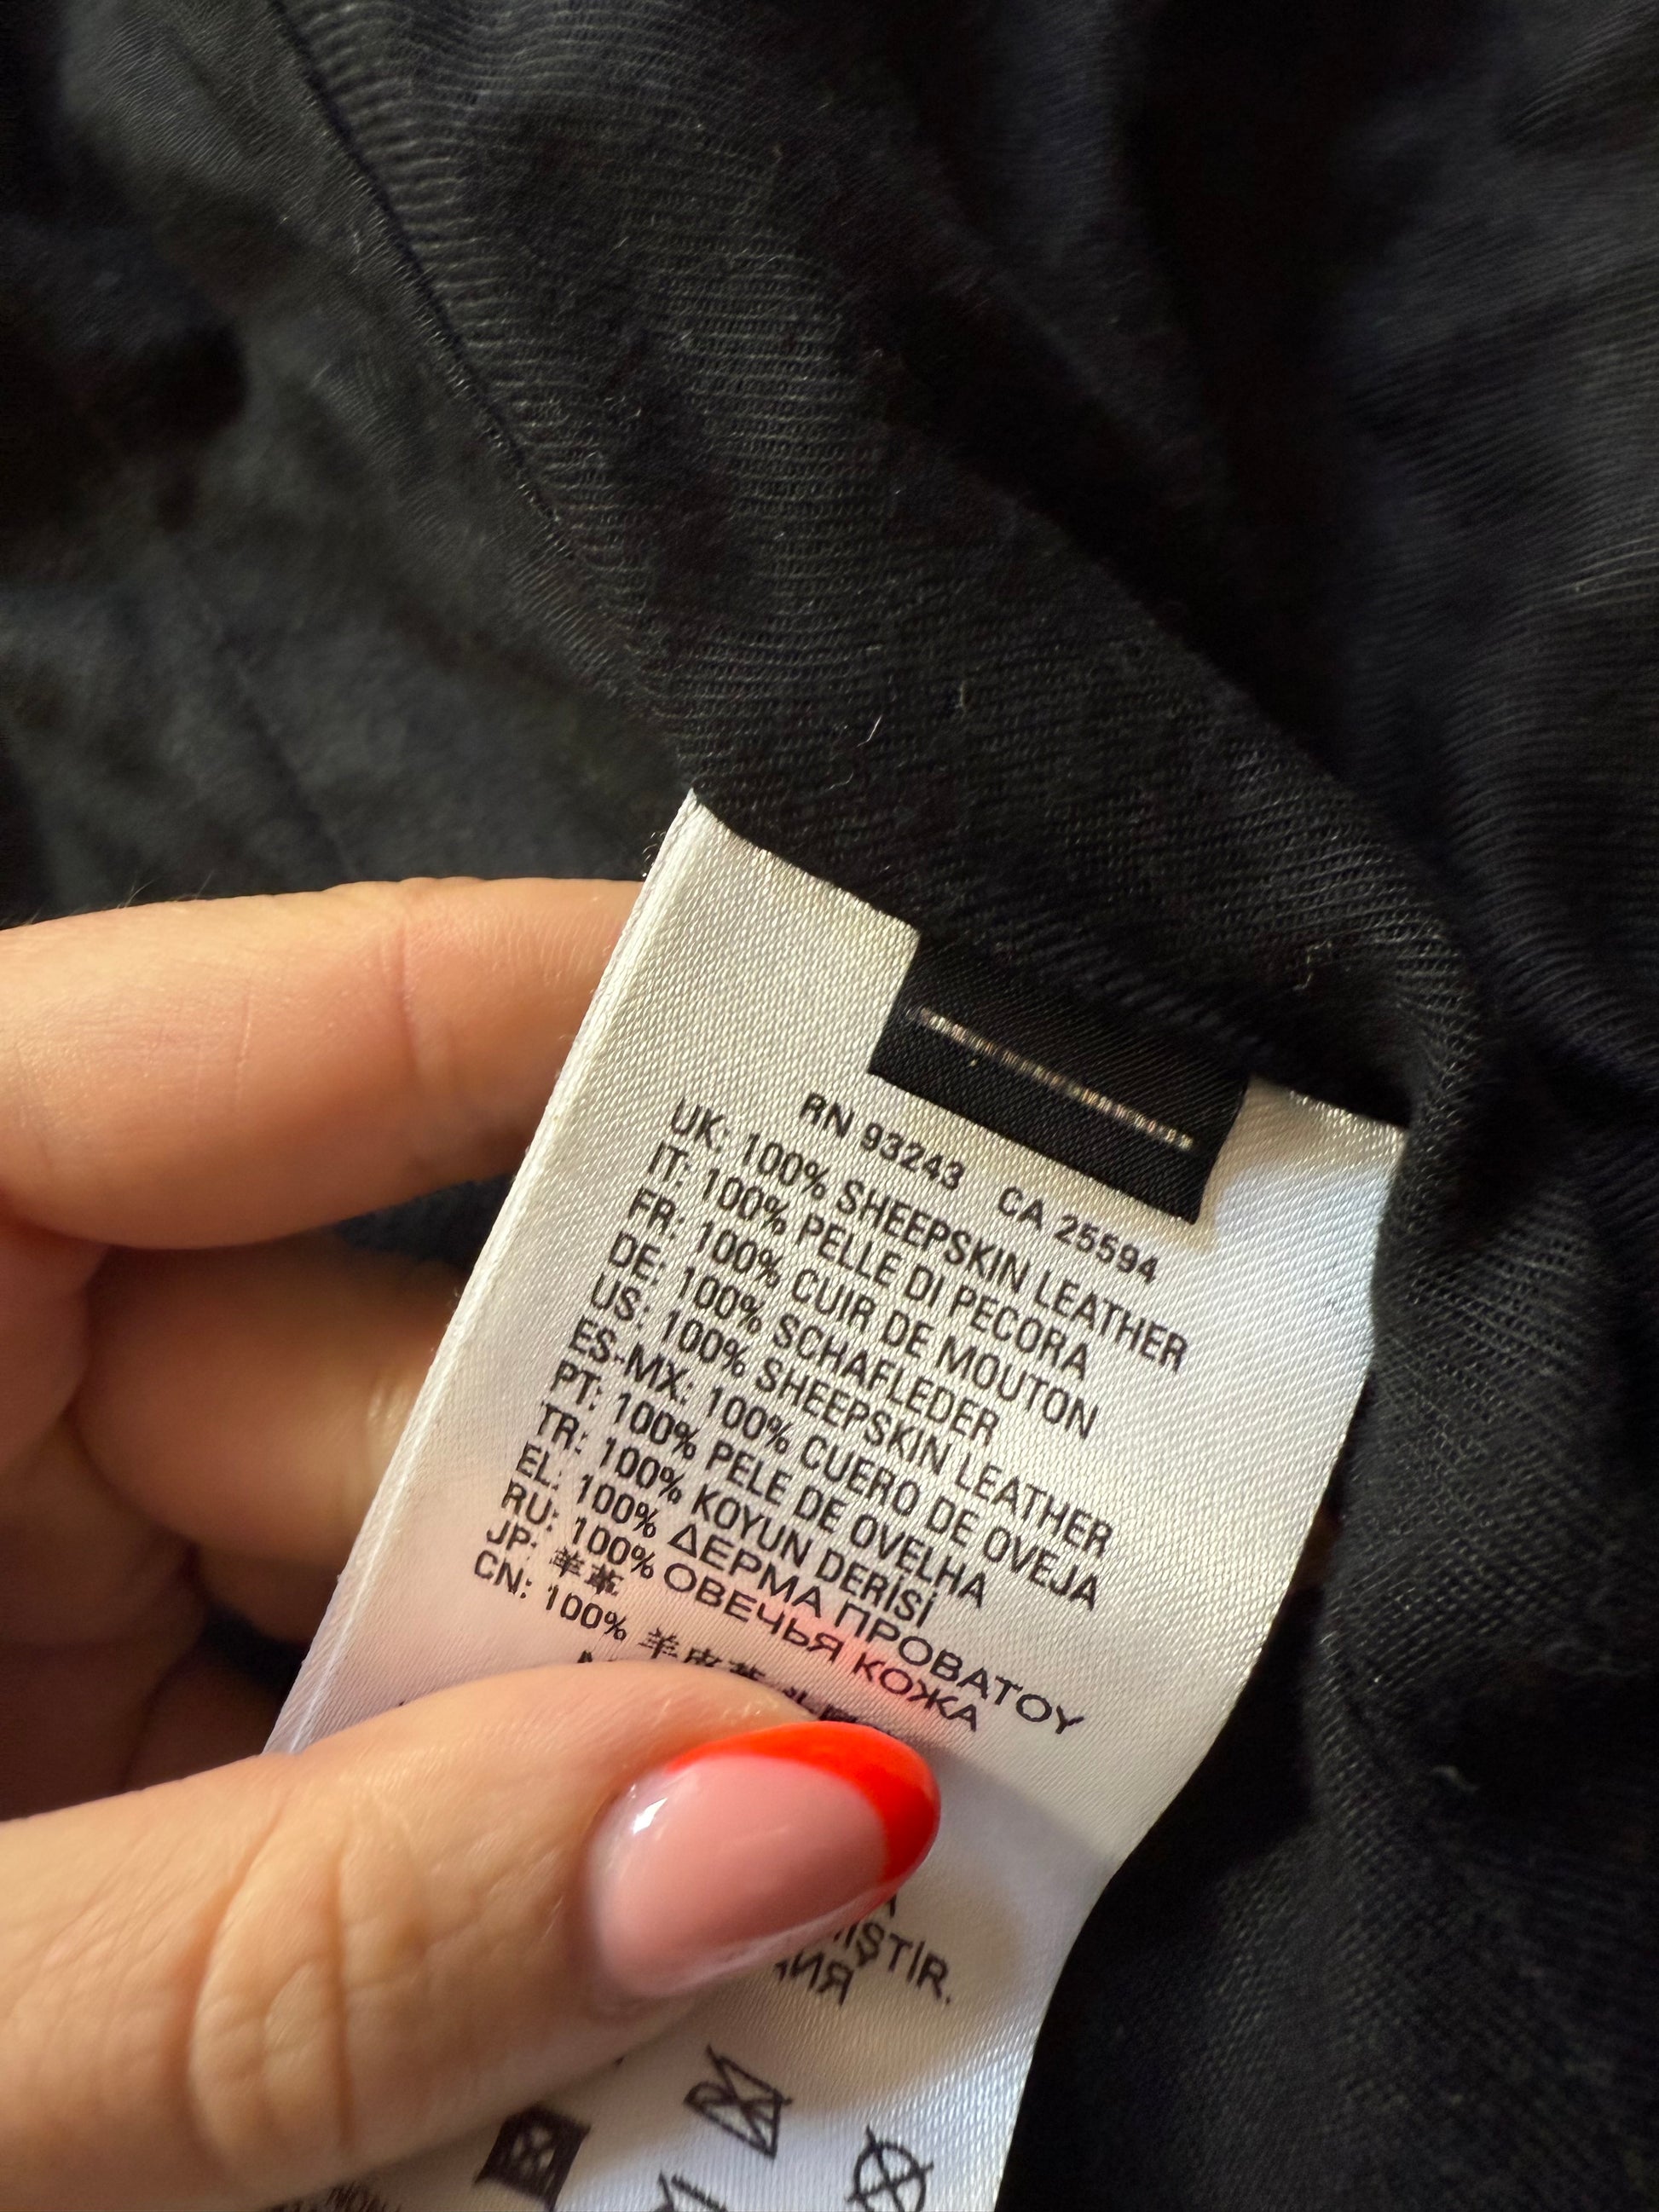 RN 93243 CA 25594
UK: 100% SHEEPSKIN LEATHER
IT: 100% PELLE DI PECORA
FR: 100% CUIR DE MOUTON
DE: 100% SCHAFLEDER
US: 100% SHEEPSKIN LEATHER
ES-MX: 100% CUERO DE OVEJA
PT: 100% PELE DE OVELHA
TR: 100% KOYUN DERİSİ
EL: 100% ΔΕΡΜΑ ΠΡΟΒΑΤΟΥ
RU: 100% ОВЕЧЬЯ КОЖА
JP: 羊革
CN: 100% 羊皮革